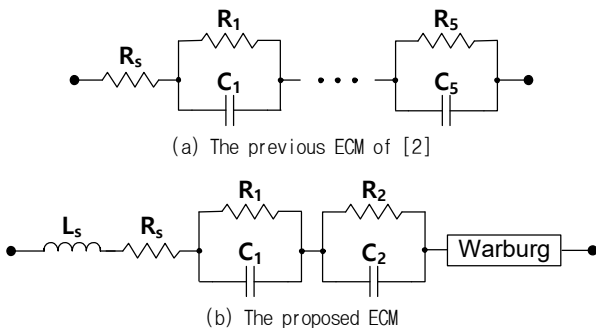 R1 R5
Rs
C1 C5
(a) The previous ECM of [2]
R1 R2
Ls Rs
C1 C2 Warburg
(b) The proposed ECM